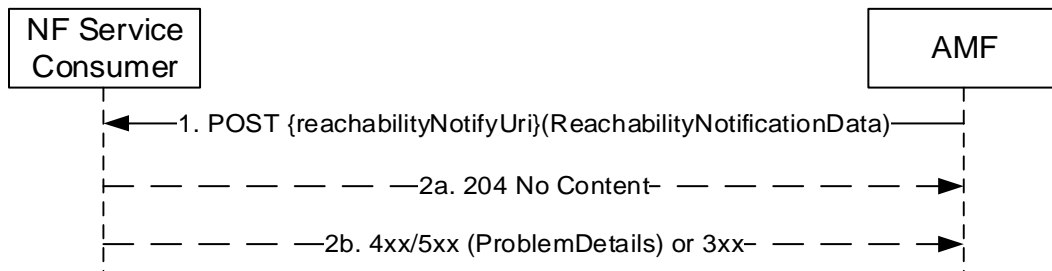 NF Service
Consumer
AMF
1. POST {reachabilityNotifyUri}(ReachabilityNotificationData)
2a. 204 No Content
2b. 4xx/5xx (ProblemDetails) or 3xx